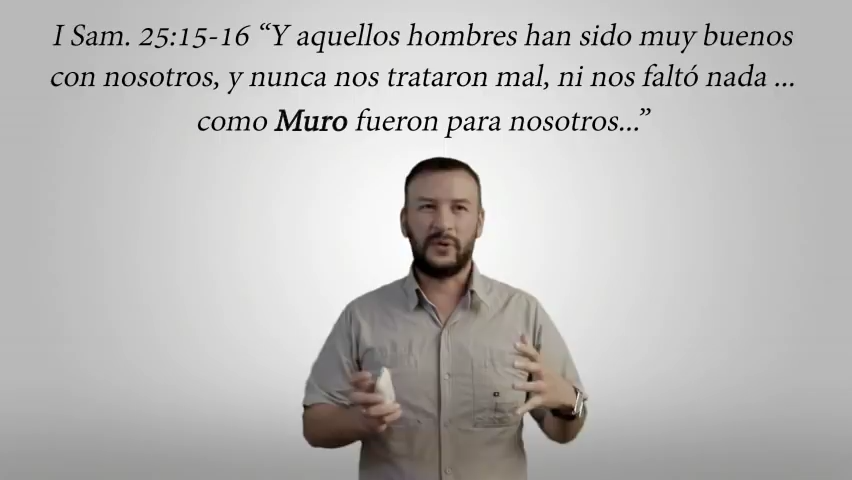 I Sam. 25:15-16 “Y aquellos hombres han sido muy buenos
con nosotros, y nunca nos trataron mal, ni nos faltó nada ...
como Muro fueron para nosotros...”